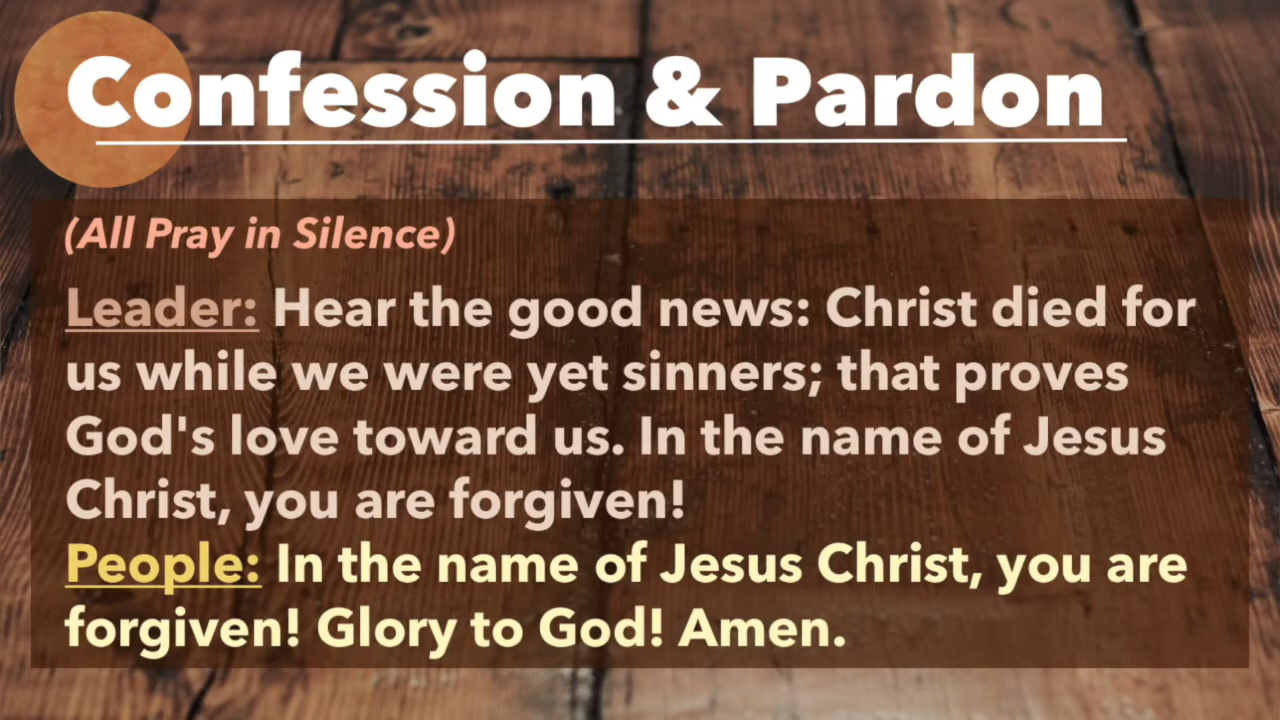 Confession & Pardon
(All Pray in Silence)
Leader: Hear the good news: Christ died for
us while we were yet sinners; that proves
God's love toward us. In the name of Jesus
Christ, you are forgiven!
People: In the name of Jesus Christ, you are
forgiven! Glory to God! Amen.